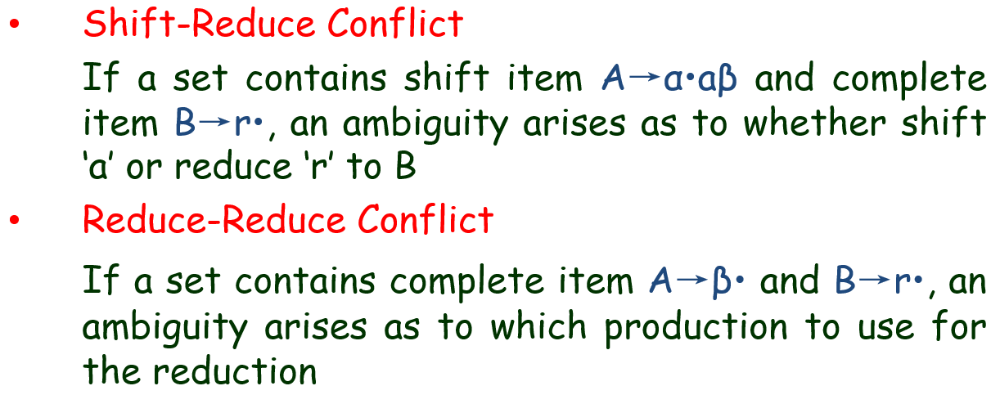 • Shift-Reduce Conflict
If a set contains shift item A→α•aβ and complete
item B→r•, an ambiguity arises as to whether shift
‘a’ or reduce ‘r’ to B
• Reduce-Reduce Conflict
If a set contains complete item A→β• and B→r•, an
ambiguity arises as to which production to use for
the reduction